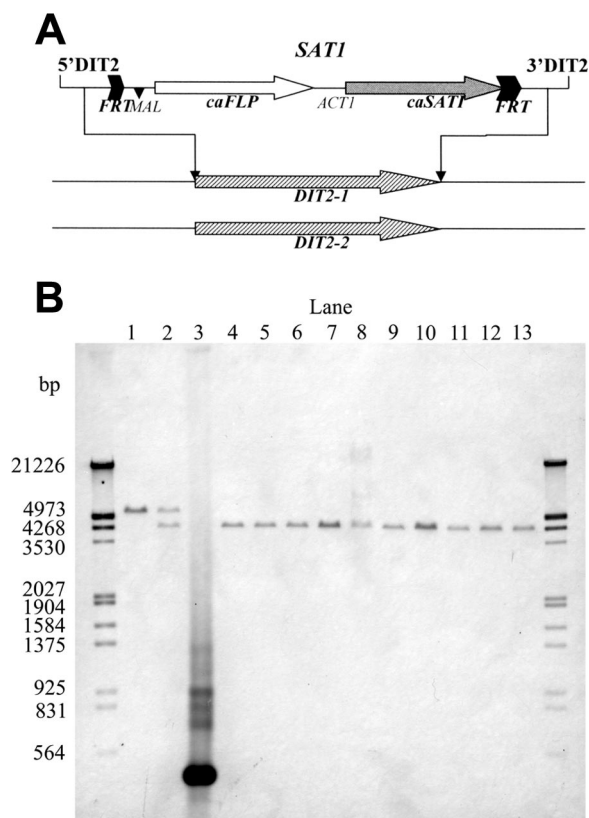 A
SAT1
5'DIT2
3'DIT2
FRT
MAL
caFLP
ACT1
caSATI
FRT
DIT2-1
DIT2-2
B
Lane
1 2 3 4 5 6 7 8 9 10 11 12 13
bp
21226
4973
4268
3530
2027
1904
1584
1375
925
831
564